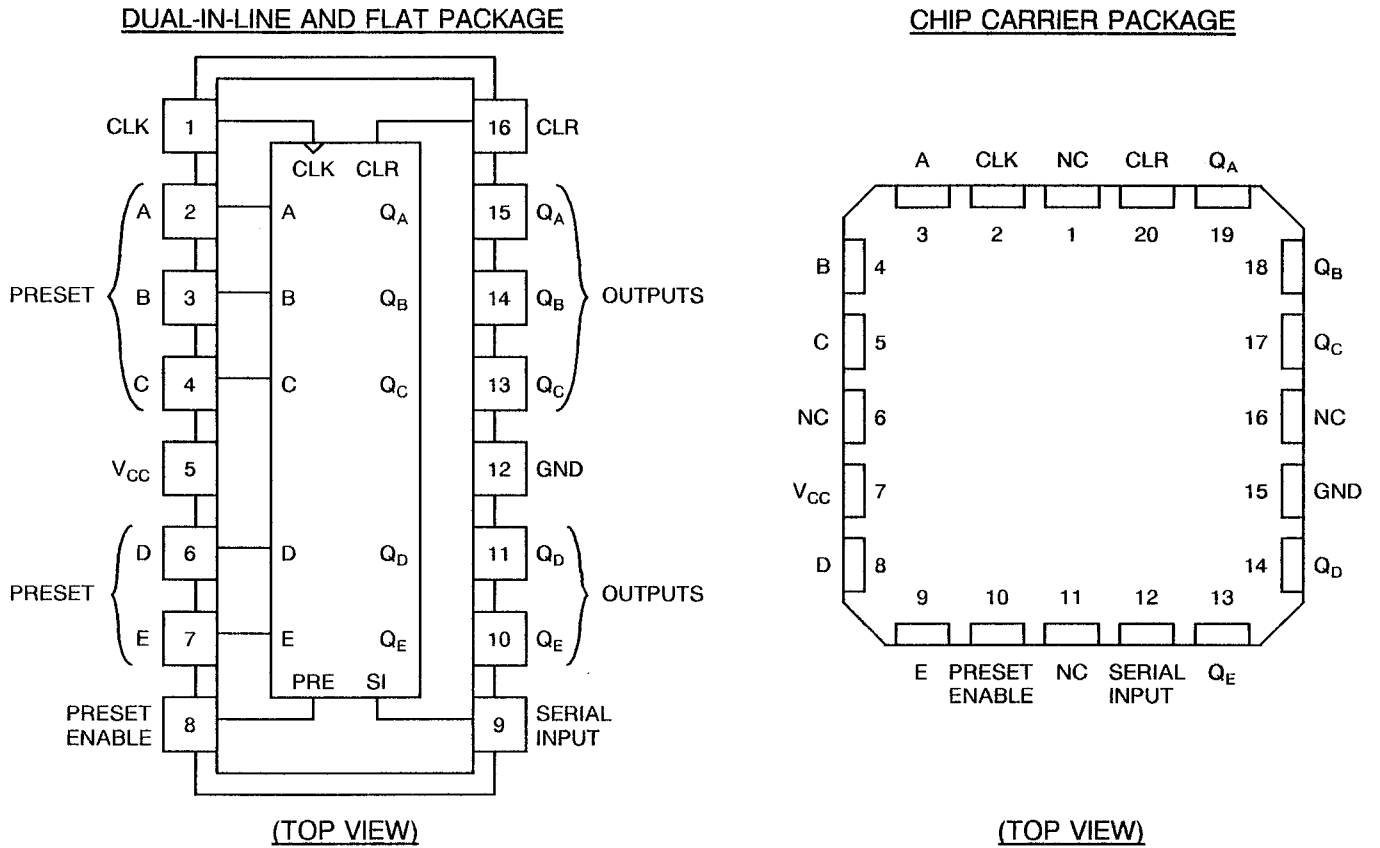 DUAL-IN-LINE AND FLAT PACKAGE
CLK 1 16 CLR
CLK CLR
A 2 A QA 15 QA
PRESET B 3 B QB 14 QB OUTPUTS
C 4 C QC 13 QC
VCC 5 12 GND
D 6 D QD 11 QD
PRESET OUTPUTS
E 7 E QE 10 QE
PRE SI
PRESET
ENABLE
8 9
SERIAL
INPUT
(TOP VIEW)
CHIP CARRIER PACKAGE
A CLK NC CLR QA
3 2 1 20 19
B 4 18 QB
C 5 17 QC
NC 6 16 NC
VCC 7 15 GND
D 8 14 QD
9 10 11 12 13
E PRESET NC SERIAL QE
ENABLE INPUT
(TOP VIEW)